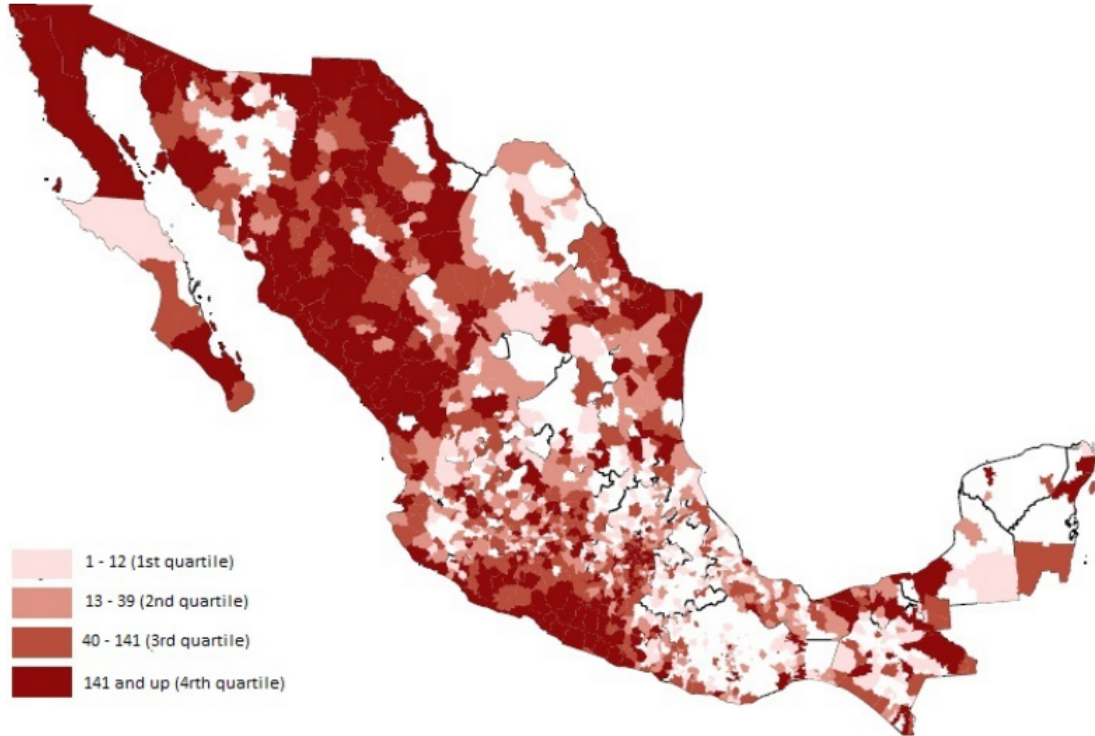 1 - 12 (1st quartile)
13 - 39 (2nd quartile)
40 - 141 (3rd quartile)
141 and up (4rth quartile)